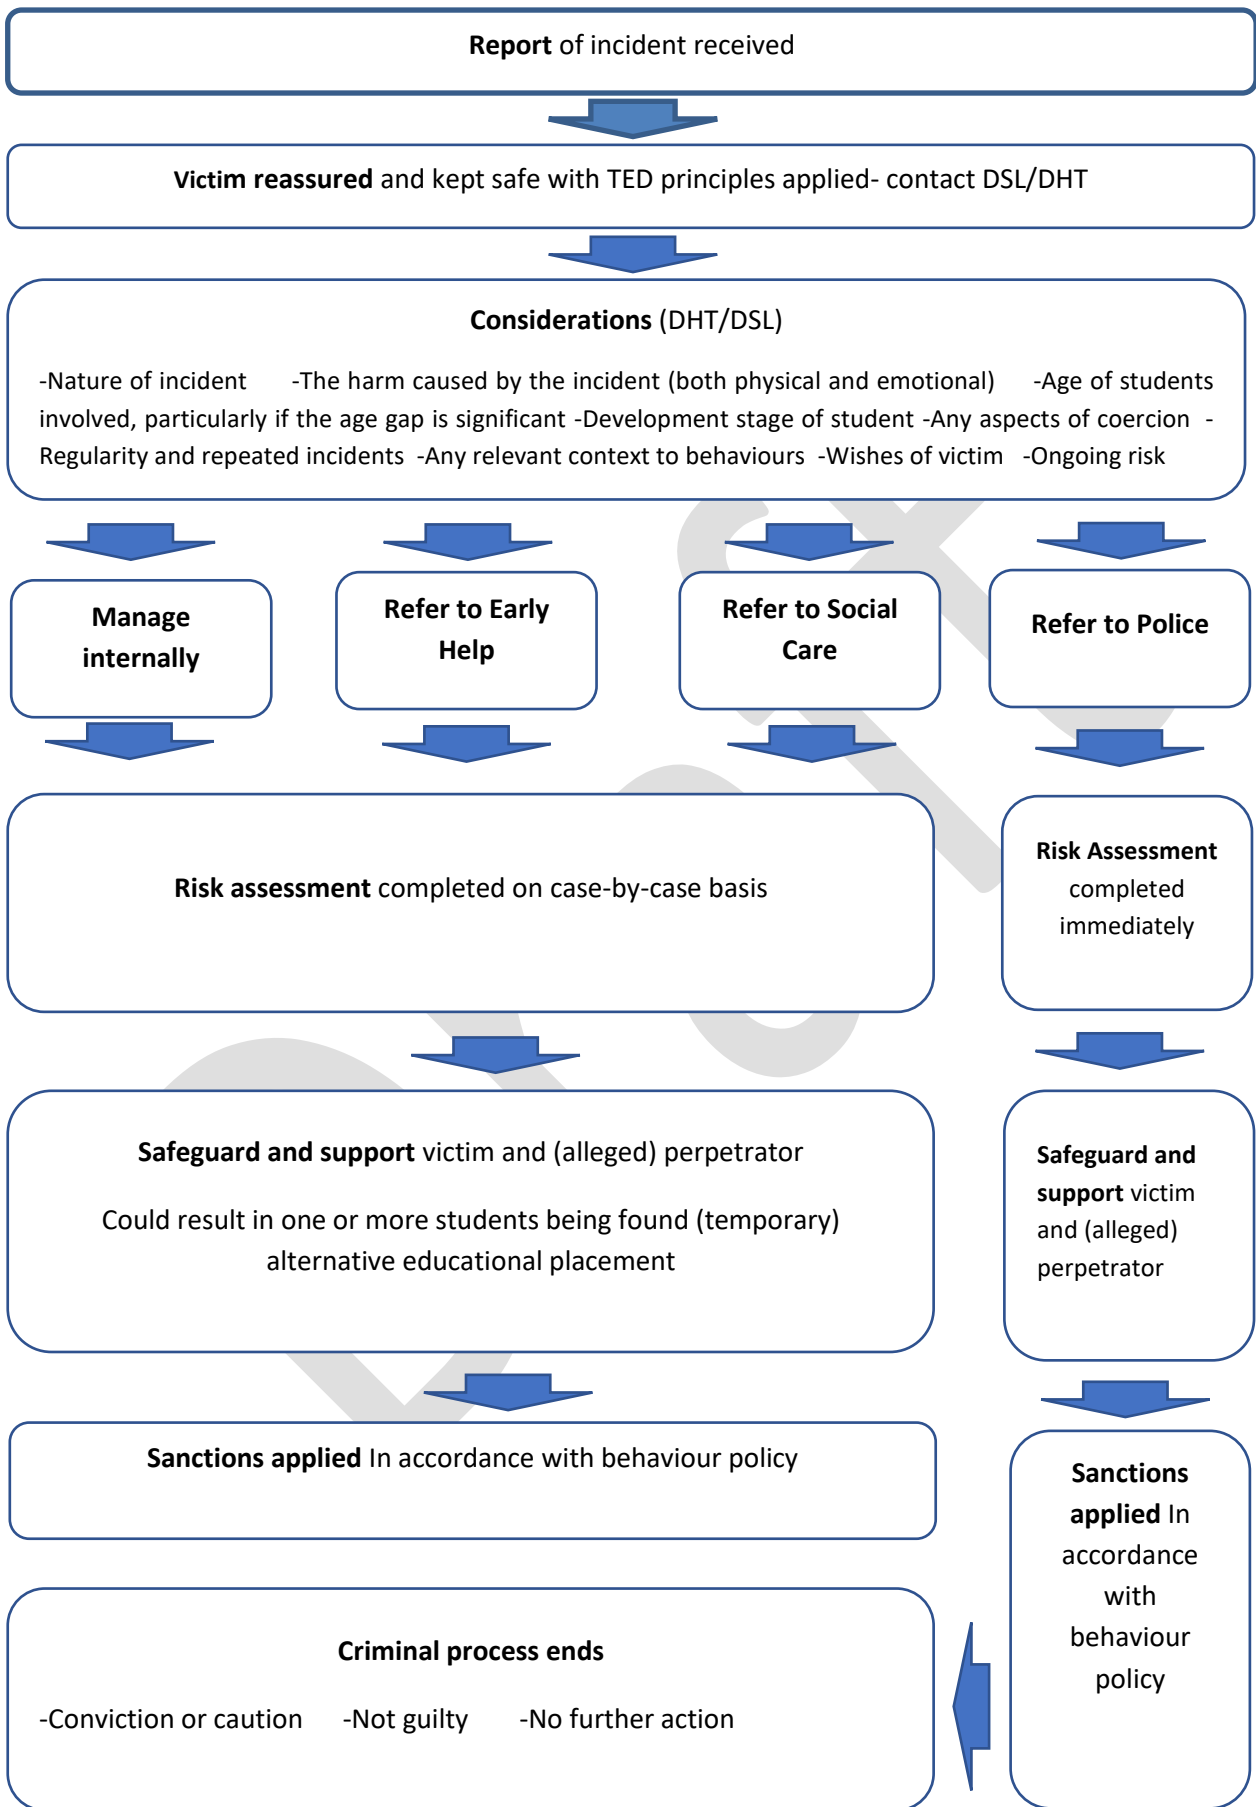 Report of incident received
Victim reassured and kept safe with TED principles applied- contact DSL/DHT
Considerations (DHT/DSL)
-Nature of incident -The harm caused by the incident (both physical and emotional) -Age of students
involved, particularly if the age gap is significant -Development stage of student -Any aspects of coercion -
Regularity and repeated incidents -Any relevant context to behaviours -Wishes of victim -Ongoing risk
Manage
internally
Refer to Early
Help
Refer to Social
Care
Refer to Police
Risk assessment completed on case-by-case basis
Risk Assessment
completed
immediately
Safeguard and support victim and (alleged) perpetrator
Could result in one or more students being found (temporary)
alternative educational placement
Safeguard and
support victim
and (alleged)
perpetrator
Sanctions applied In accordance with behaviour policy
Sanctions
applied In
accordance
with
behaviour
policy
Criminal process ends
-Conviction or caution -Not guilty -No further action